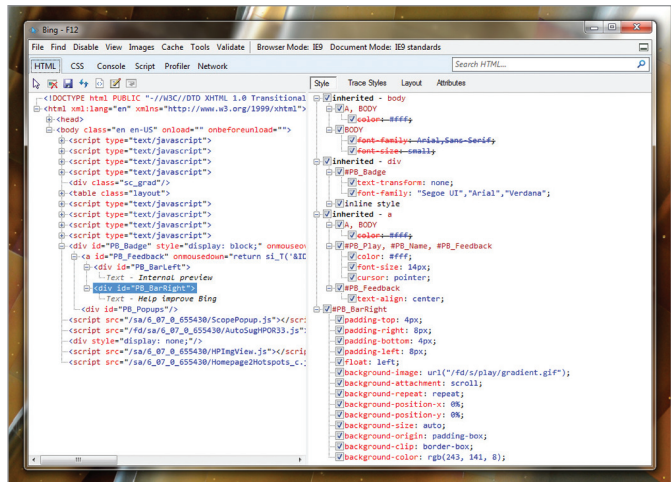 Bing - F12
File Find Disable View Images Cache Tools Validate Browser Mode: IE9 Document Mode: IE9 standards
HTML CSS Console Script Profiler Network Search HTML...
Style Trace Styles Layout Attributes
<!DOCTYPE html PUBLIC "-//W3C//DTD XHTML 1.0 Transitional
<html xml:lang="en" xmlns="http://www.w3.org/1999/xhtml">
<head>
<body class="en en-US" onload="" onbeforeunload="">
<script type="text/javascript">
<script type="text/javascript">
<script type="text/javascript">
<div class="sc_grad"/>
<table class="layout">
<script type="text/javascript">
<script type="text/javascript">
<script type="text/javascript">
<div id="PB_Badge" style="display: block;" onmouseov
<a id="PB_Feedback" onmousedown="return si_T('&ID
<div id="PB_BarLeft">
Text - Internal preview
<div id="PB_BarRight">
Text - Help improve Bing
<div id="PB_Popups"/>
<script src="/sa/6_07_0_655430/ScopePopup.js"></scri
<script src="/fd/sa/6_07_0_655430/AutoSugHPOR33.js">
<div style="display: none;"/>
<script src="/sa/6_07_0_655430/HPImgView.js"></scrip
<script src="/sa/6_07_0_655430/Homepage2Hotspots_c.j
inherited - body
A, BODY
color: #fff;
BODY
font-family: Arial,Sans-Serif;
font-size: small;
inherited - div
#PB_Badge
text-transform: none;
font-family: "Segoe UI","Arial","Verdana";
inline style
inherited - a
A, BODY
color: #fff;
#PB_Play, #PB_Name, #PB_Feedback
color: #fff;
font-size: 14px;
cursor: pointer;
#PB_Feedback
text-align: center;
#PB_BarRight
padding-top: 4px;
padding-right: 8px;
padding-bottom: 4px;
padding-left: 8px;
float: left;
background-image: url("/fd/s/play/gradient.gif");
background-attachment: scroll;
background-repeat: repeat;
background-position-x: 0%;
background-position-y: 0%;
background-size: auto;
background-origin: padding-box;
background-clip: border-box;
background-color: rgb(243, 141, 8);